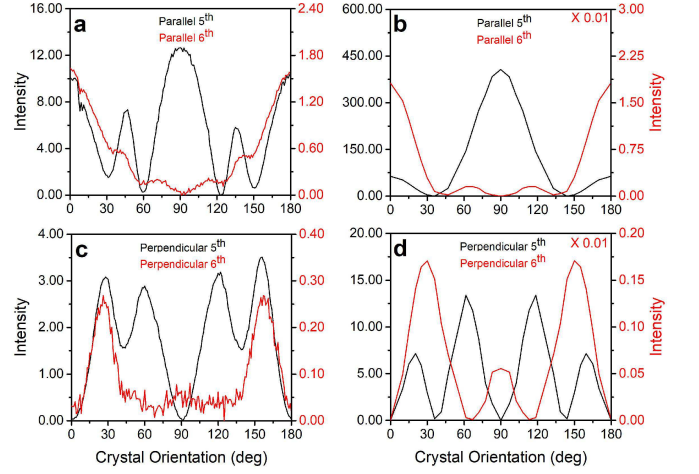 a
Parallel 5th
Parallel 6th
Intensity
16.00
12.00
8.00
4.00
0.00
2.40
1.80
1.20
0.60
0.00
0 30 60 90 120 150 180
b
Parallel 5th
Parallel 6th
X 0.01
Intensity
600.00
450.00
300.00
150.00
0.00
3.00
2.25
1.50
0.75
0.00
Intensity
0 30 60 90 120 150 180
c
Perpendicular 5th
Perpendicular 6th
Intensity
4.00
3.00
2.00
1.00
0.00
0.40
0.30
0.20
0.10
0.00
0 30 60 90 120 150 180
Crystal Orientation (deg)
d
Perpendicular 5th
Perpendicular 6th
X 0.01
Intensity
20.00
15.00
10.00
5.00
0.00
0.20
0.15
0.10
0.05
0.00
Intensity
0 30 60 90 120 150 180
Crystal Orientation (deg)